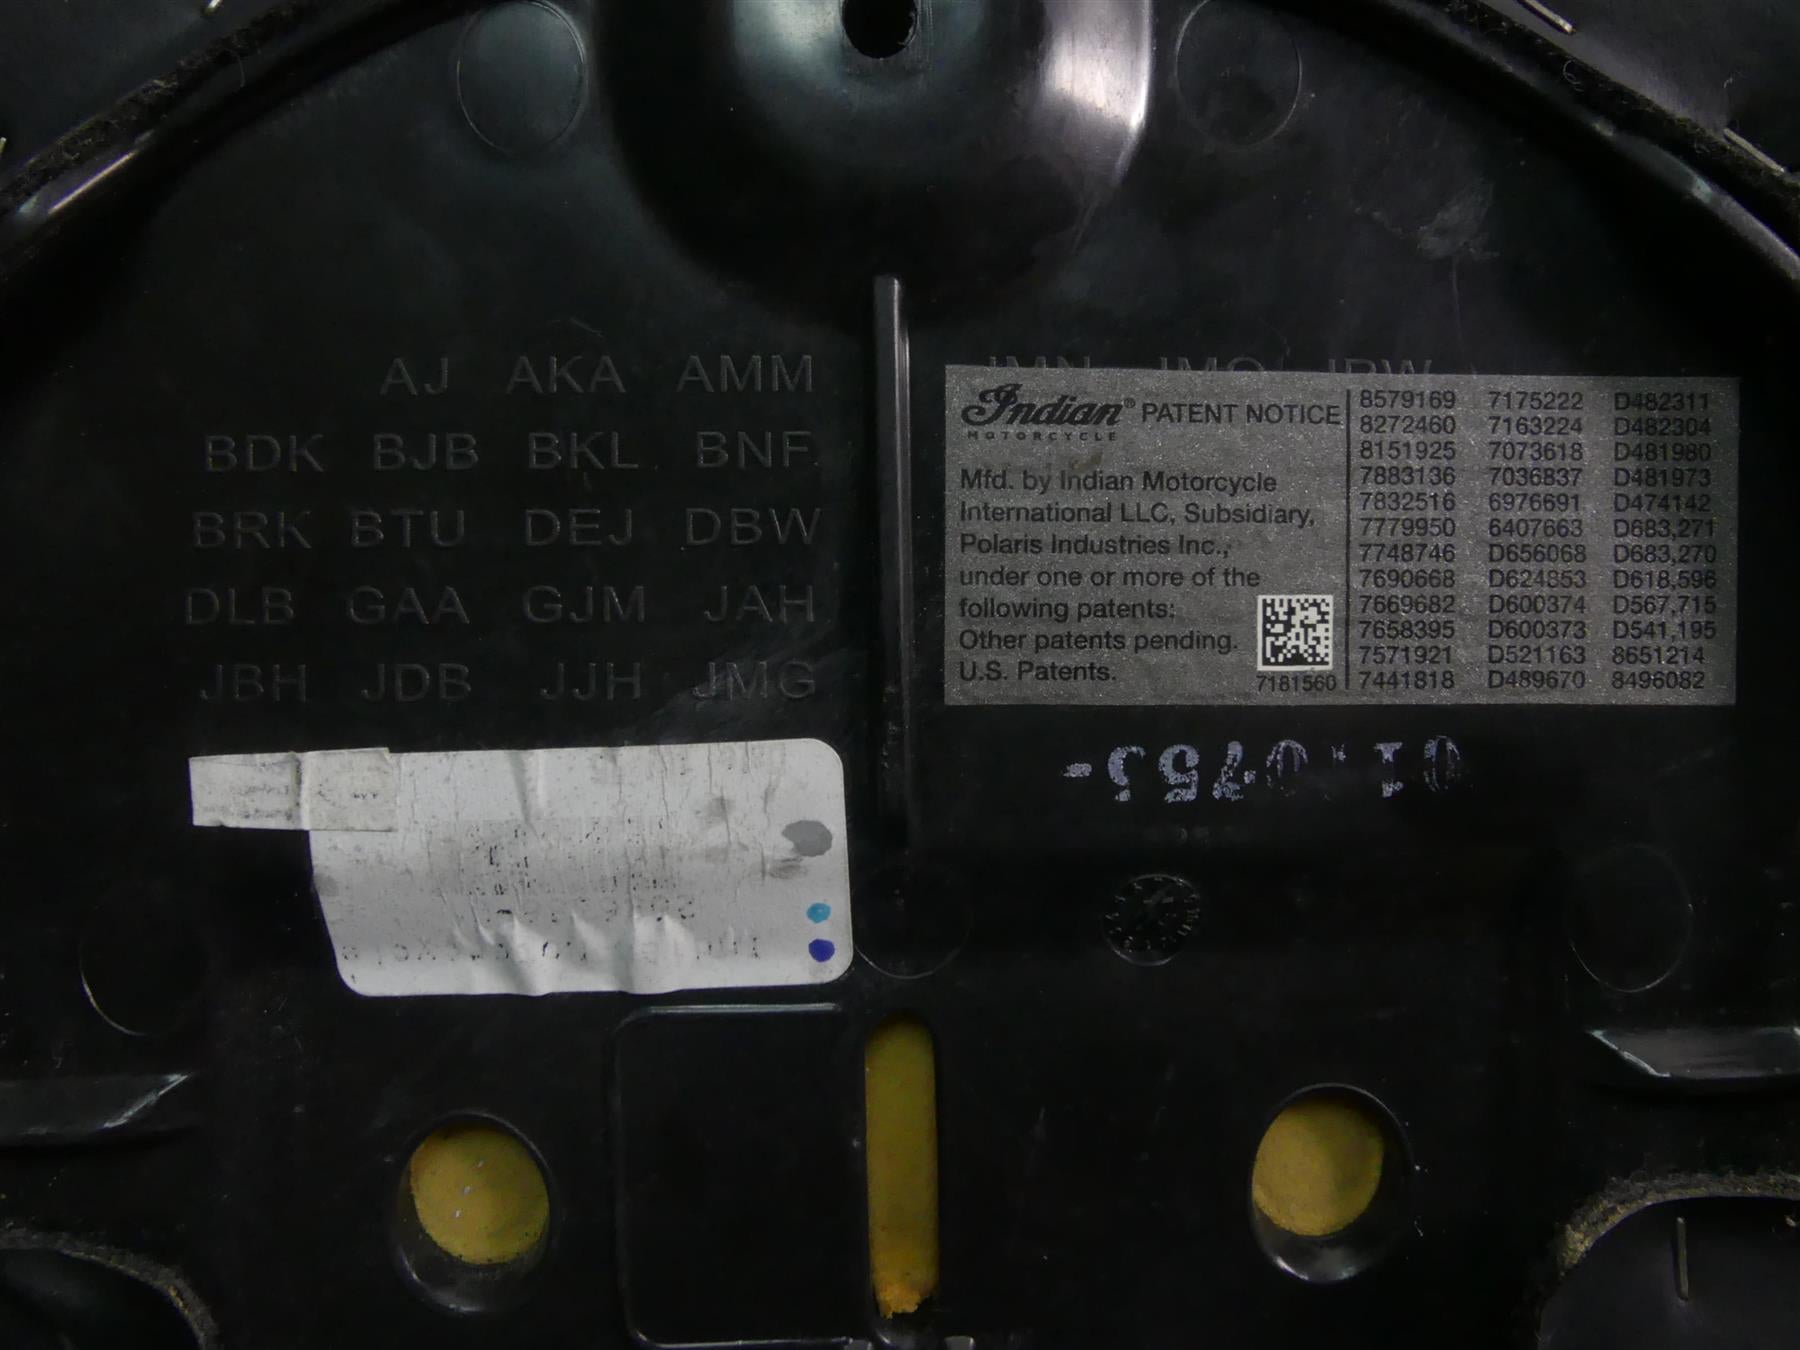 AJ AKA AMM
BDK BJB BKL BNF
BRK BTU DEJ DBW
DLB GAA GJM JAH
JBH JDB JJH JMG
JMN JMO JRW
Indian® PATENT NOTICE
MOTORCYCLE
Mfd. by Indian Motorcycle
International LLC, Subsidiary,
Polaris Industries Inc.,
under one or more of the
following patents:
Other patents pending.
U.S. Patents.
7181560
8579169 7175222 D482311
8272460 7163224 D482304
8151925 7073618 D481980
7883136 7036837 D481973
7832516 6976691 D474142
7779950 6407663 D683,271
7748746 D656068 D683,270
7690668 D624853 D618,596
7669682 D600374 D567,715
7658395 D600373 D541,195
7571921 D521163 8651214
7441818 D489670 8496082